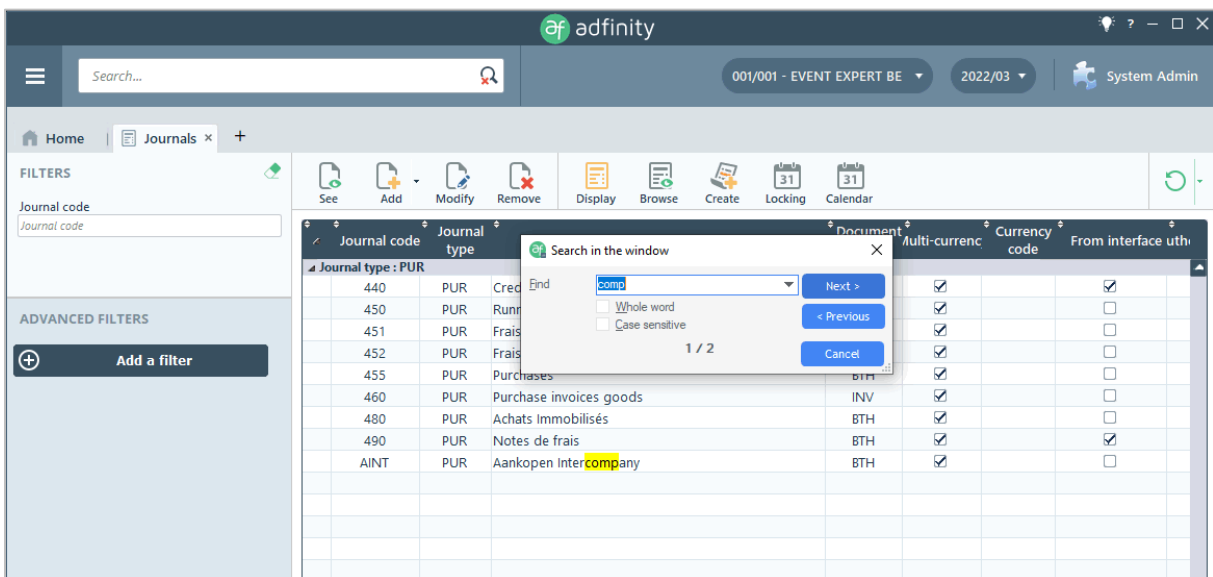 adfinity
?
Search...
001/001 - EVENT EXPERT BE
2022/03
System Admin
Home
Journals ×
+
FILTERS
Journal code
Journal code
ADVANCED FILTERS
Add a filter
See
Add
Modify
Remove
Display
Browse
Create
31
Locking
31
Calendar
Journal code
Journal type
Document
Multi-currenc
Currency code
From interface
uth
Journal type : PUR
440 PUR Cred
450 PUR Runn
451 PUR Frais
452 PUR Frais
455 PUR Purchases BTH
460 PUR Purchase invoices goods INV
480 PUR Achats Immobilisés BTH
490 PUR Notes de frais BTH
AINT PUR Aankopen Intercompany BTH
Search in the window
Find
comp
Next >
Whole word
< Previous
Case sensitive
1 / 2
Cancel